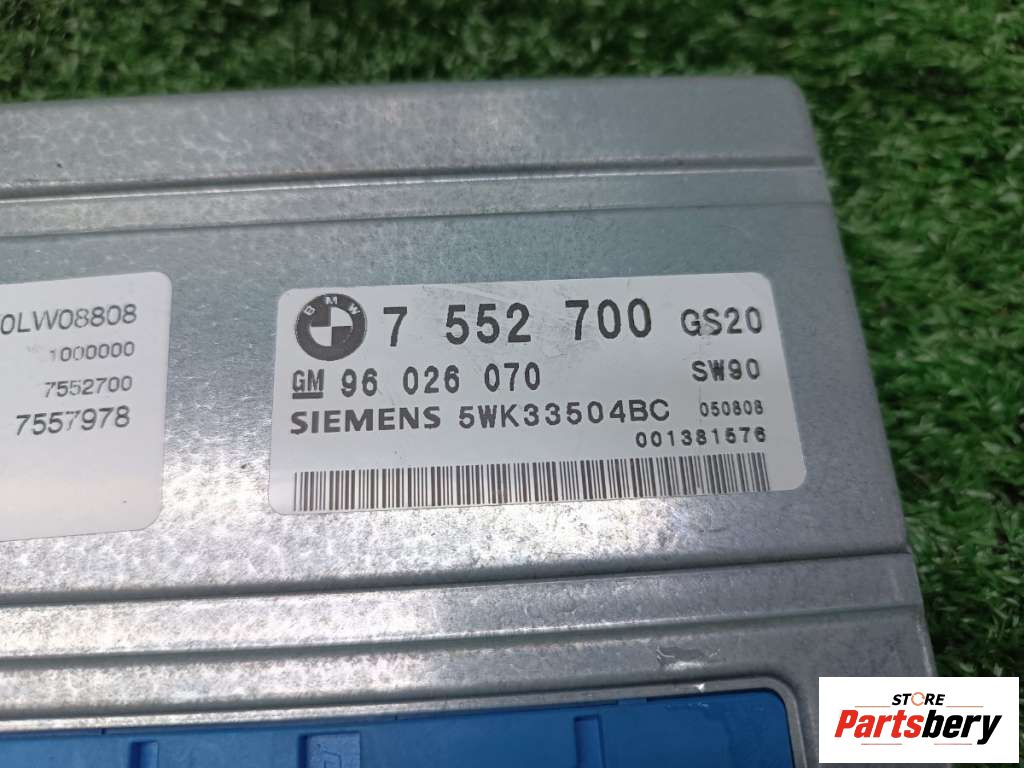 0LW08808
1000000
7552700
7557978
BMW 7 552 700 GS20
GM 96 026 070 SW90
SIEMENS 5WK33504BC 050808
001381576
STORE
Partsbery